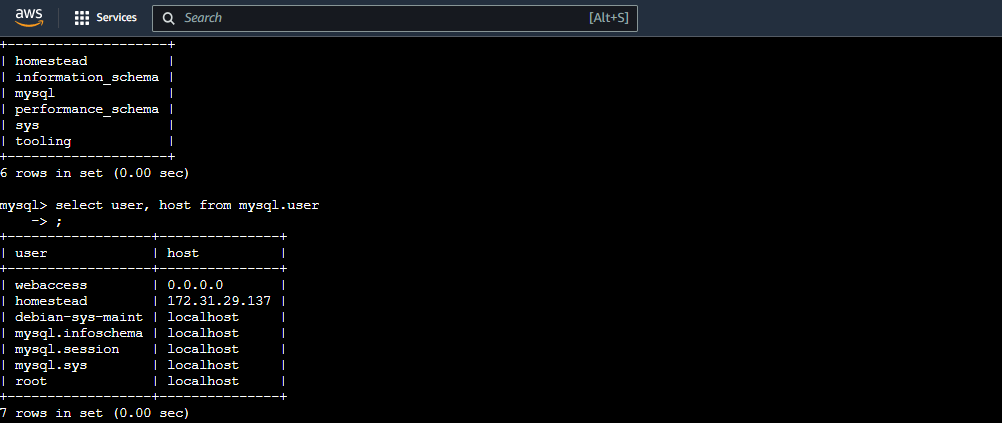 aws Services Search [Alt+S]
+--------------------+
| homestead          |
| information_schema |
| mysql              |
| performance_schema |
| sys                |
| tooling            |
+--------------------+
6 rows in set (0.00 sec)
mysql> select user, host from mysql.user
    -> ;
+------------------+---------------+
| user             | host          |
+------------------+---------------+
| webaccess        | 0.0.0.0       |
| homestead        | 172.31.29.137 |
| debian-sys-maint | localhost     |
| mysql.infoschema | localhost     |
| mysql.session    | localhost     |
| mysql.sys        | localhost     |
| root             | localhost     |
+------------------+---------------+
7 rows in set (0.00 sec)